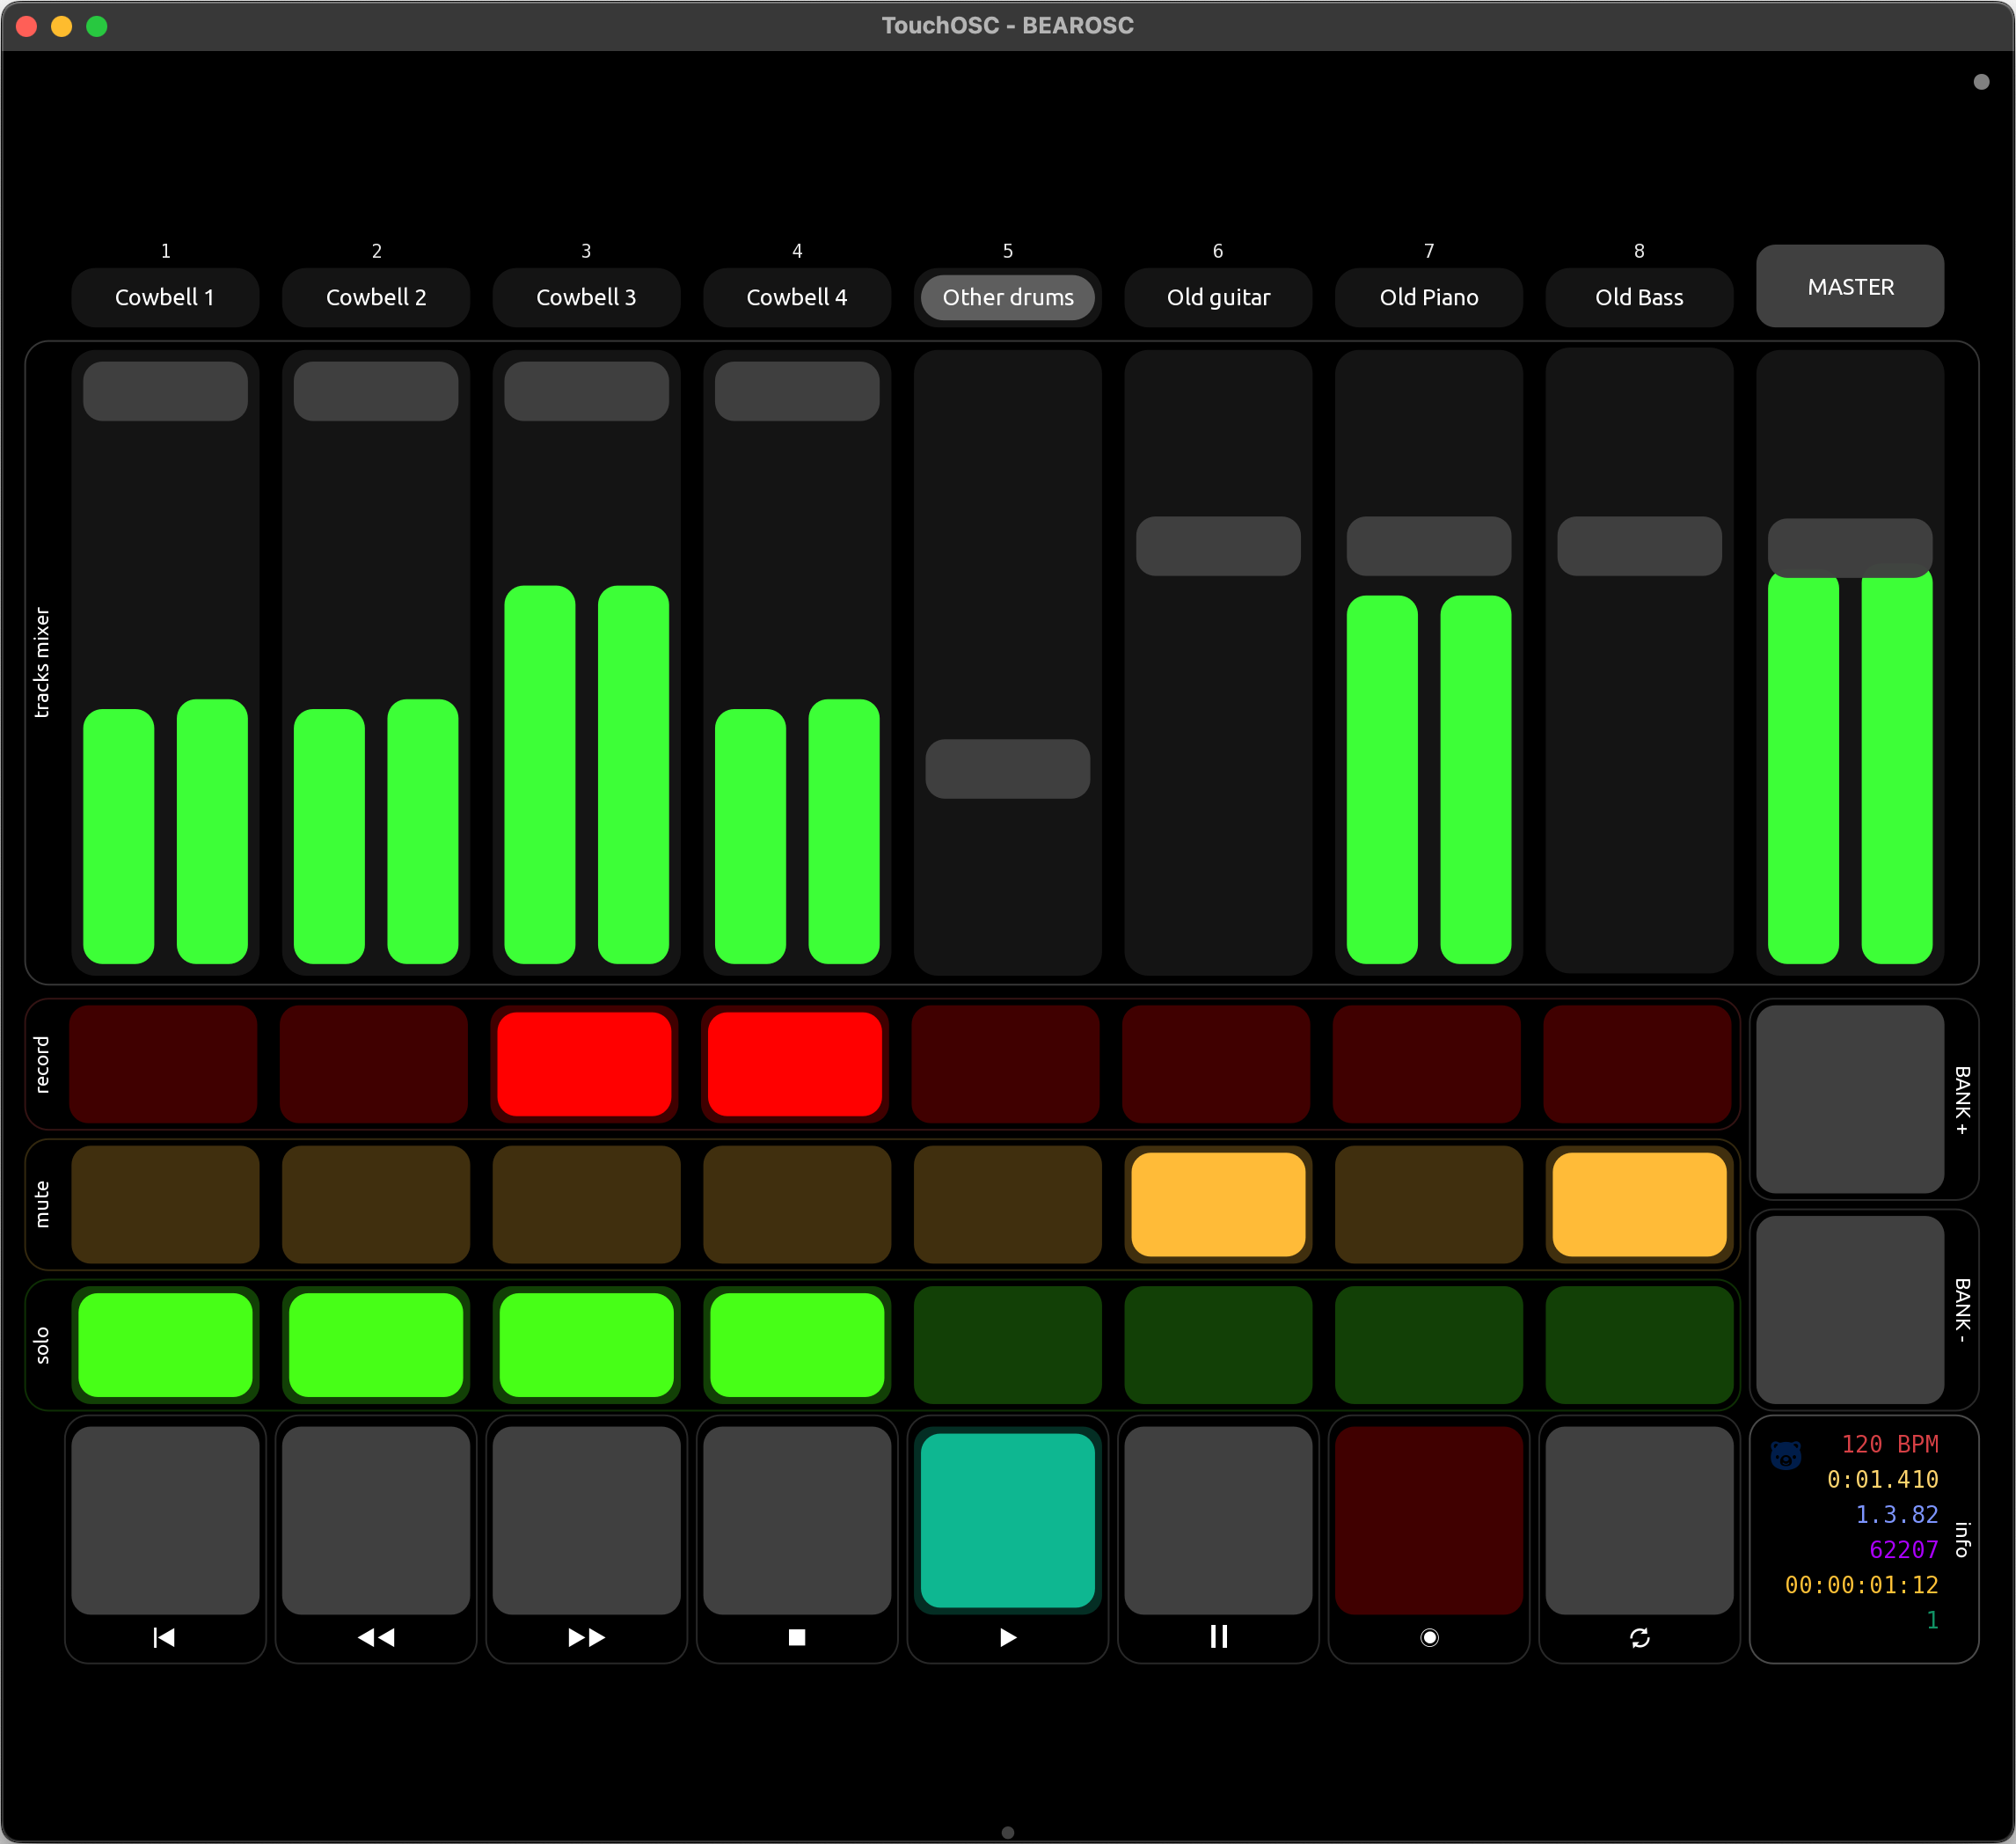 TouchOSC - BEAROSC
1 2 3 4 5 6 7 8
Cowbell 1 Cowbell 2 Cowbell 3 Cowbell 4 Other drums Old guitar Old Piano Old Bass MASTER
tracks mixer
record
BANK +
mute
solo
BANK -
120 BPM
0:01.410
1.3.82
62207
00:00:01:12
1
info